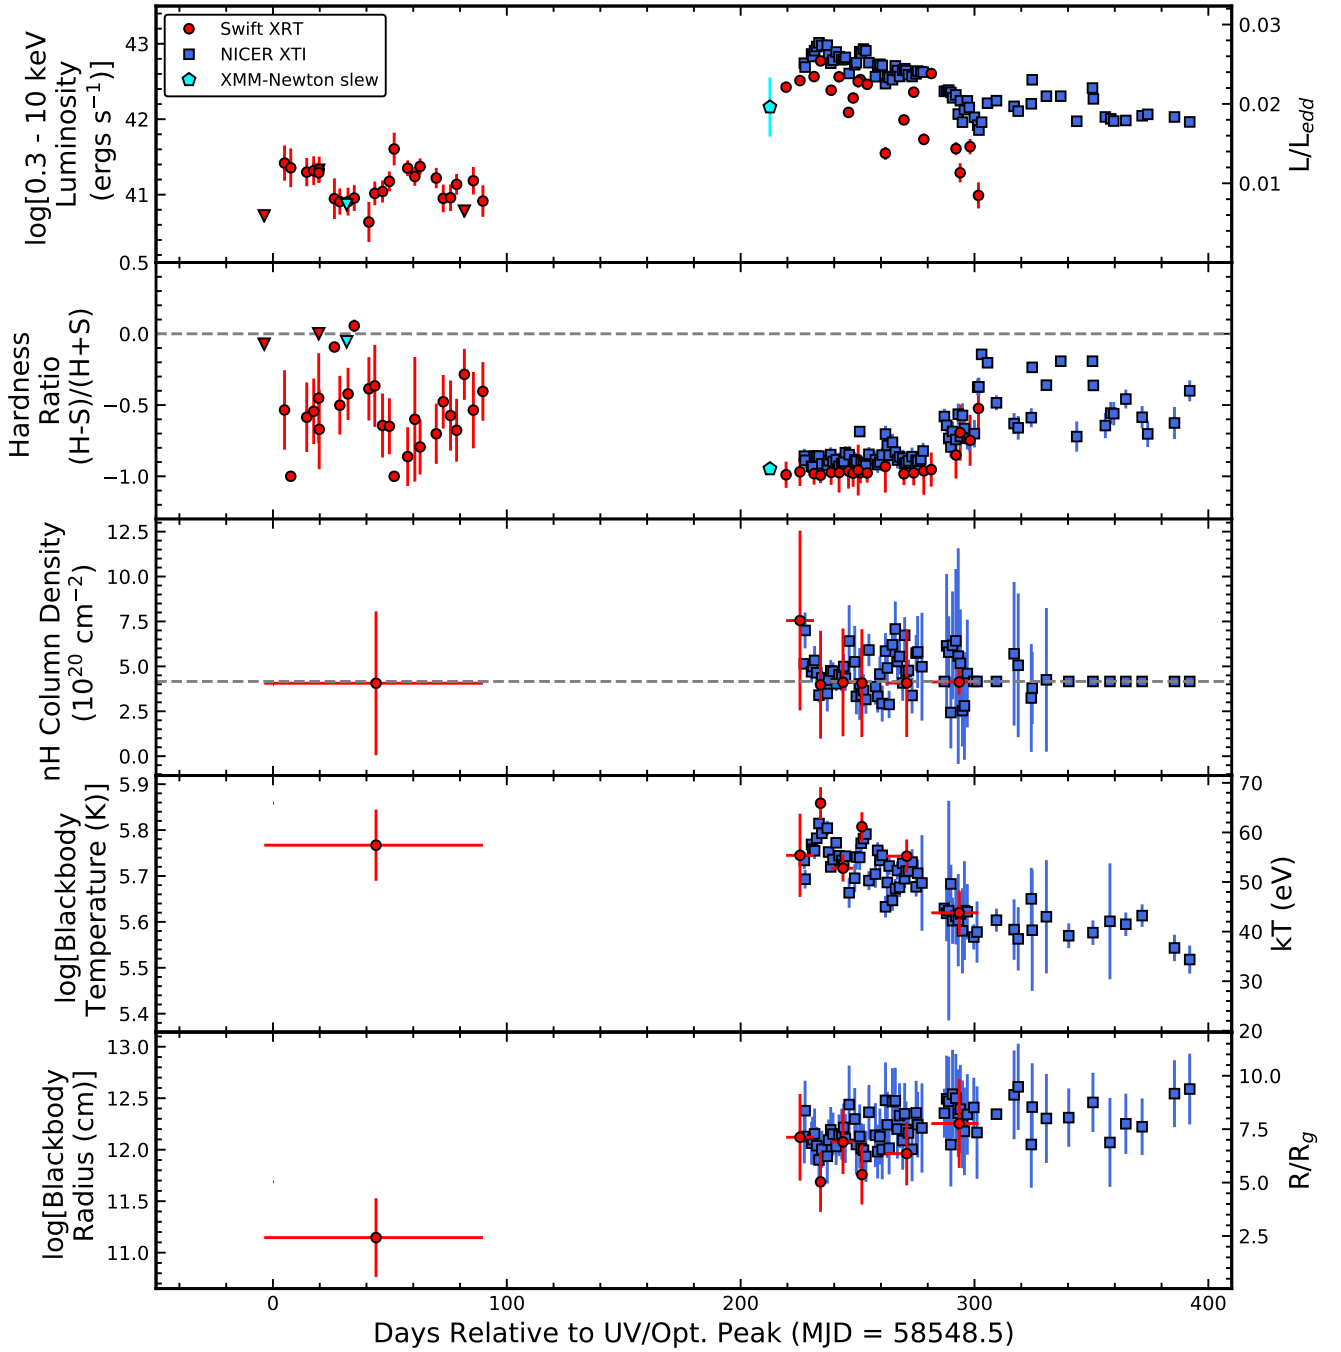 Swift XRT
NICER XTI
XMM-Newton slew
log[0.3 - 10 keV
Luminosity
(ergs s⁻¹)]
43
42
41
0.03
0.02
0.01
L/L_edd
Hardness
Ratio
(H-S)/(H+S)
0.5
0.0
−0.5
−1.0
nH Column Density
(10²⁰ cm⁻²)
12.5
10.0
7.5
5.0
2.5
0.0
log[Blackbody
Temperature (K)]
5.9
5.8
5.7
5.6
5.5
5.4
70
60
50
40
30
20
kT (eV)
log[Blackbody
Radius (cm)]
13.0
12.5
12.0
11.5
11.0
10.0
7.5
5.0
2.5
R/R_g
0 100 200 300 400
Days Relative to UV/Opt. Peak (MJD = 58548.5)